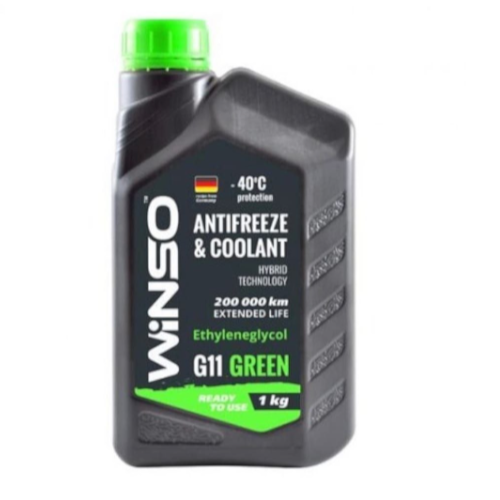 WiNSO
- 40°C
protection
ANTIFREEZE
& COOLANT
HYBRID
TECHNOLOGY
200 000 km
EXTENDED LIFE
Ethyleneglycol
G11 GREEN
READY
TO USE
1 kg